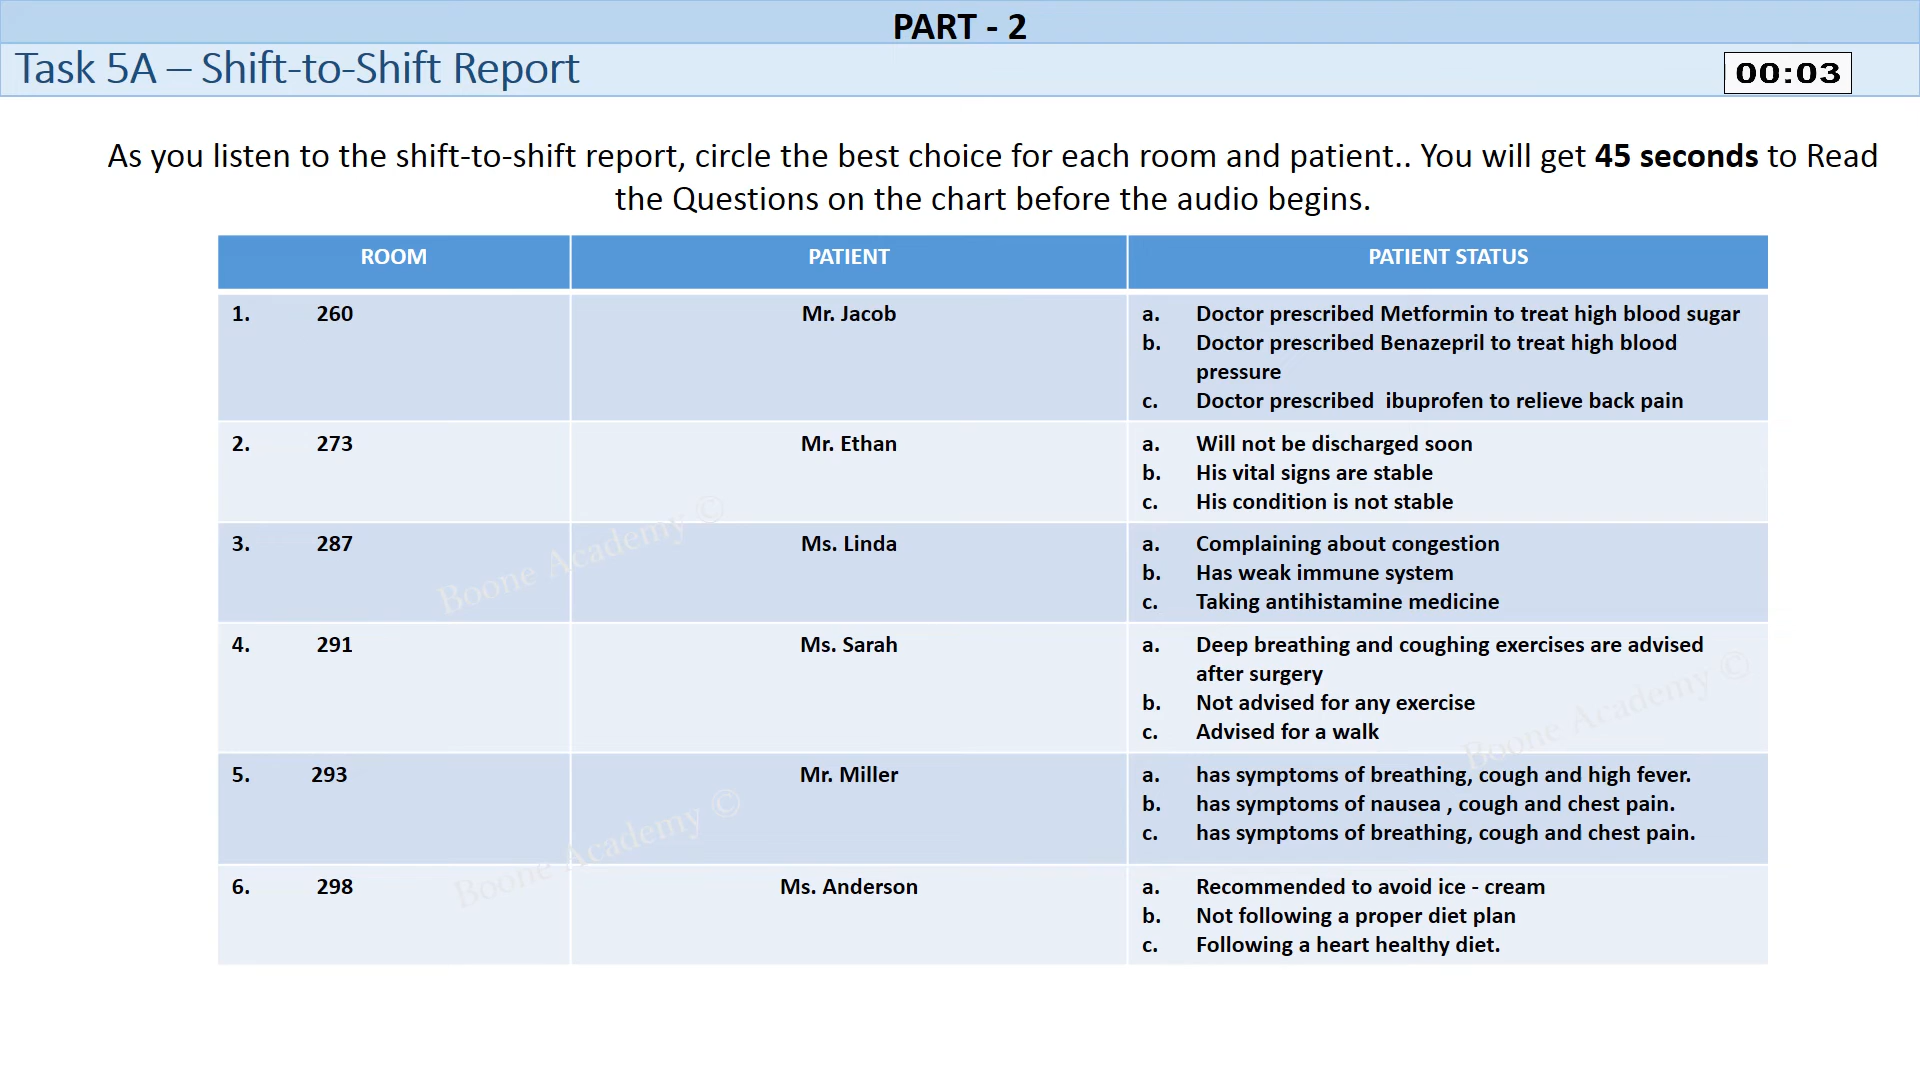 PART - 2
Task 5A – Shift-to-Shift Report
00:03
As you listen to the shift-to-shift report, circle the best choice for each room and patient.. You will get 45 seconds to Read
the Questions on the chart before the audio begins.
ROOM PATIENT PATIENT STATUS
1. 260 Mr. Jacob a. Doctor prescribed Metformin to treat high blood sugar
b. Doctor prescribed Benazepril to treat high blood
pressure
c. Doctor prescribed ibuprofen to relieve back pain
2. 273 Mr. Ethan a. Will not be discharged soon
b. His vital signs are stable
c. His condition is not stable
3. 287 Ms. Linda a. Complaining about congestion
b. Has weak immune system
c. Taking antihistamine medicine
4. 291 Ms. Sarah a. Deep breathing and coughing exercises are advised
after surgery
b. Not advised for any exercise
c. Advised for a walk
5. 293 Mr. Miller a. has symptoms of breathing, cough and high fever.
b. has symptoms of nausea , cough and chest pain.
c. has symptoms of breathing, cough and chest pain.
6. 298 Ms. Anderson a. Recommended to avoid ice - cream
b. Not following a proper diet plan
c. Following a heart healthy diet.
Boone Academy ©
Boone Academy ©
Boone Academy ©